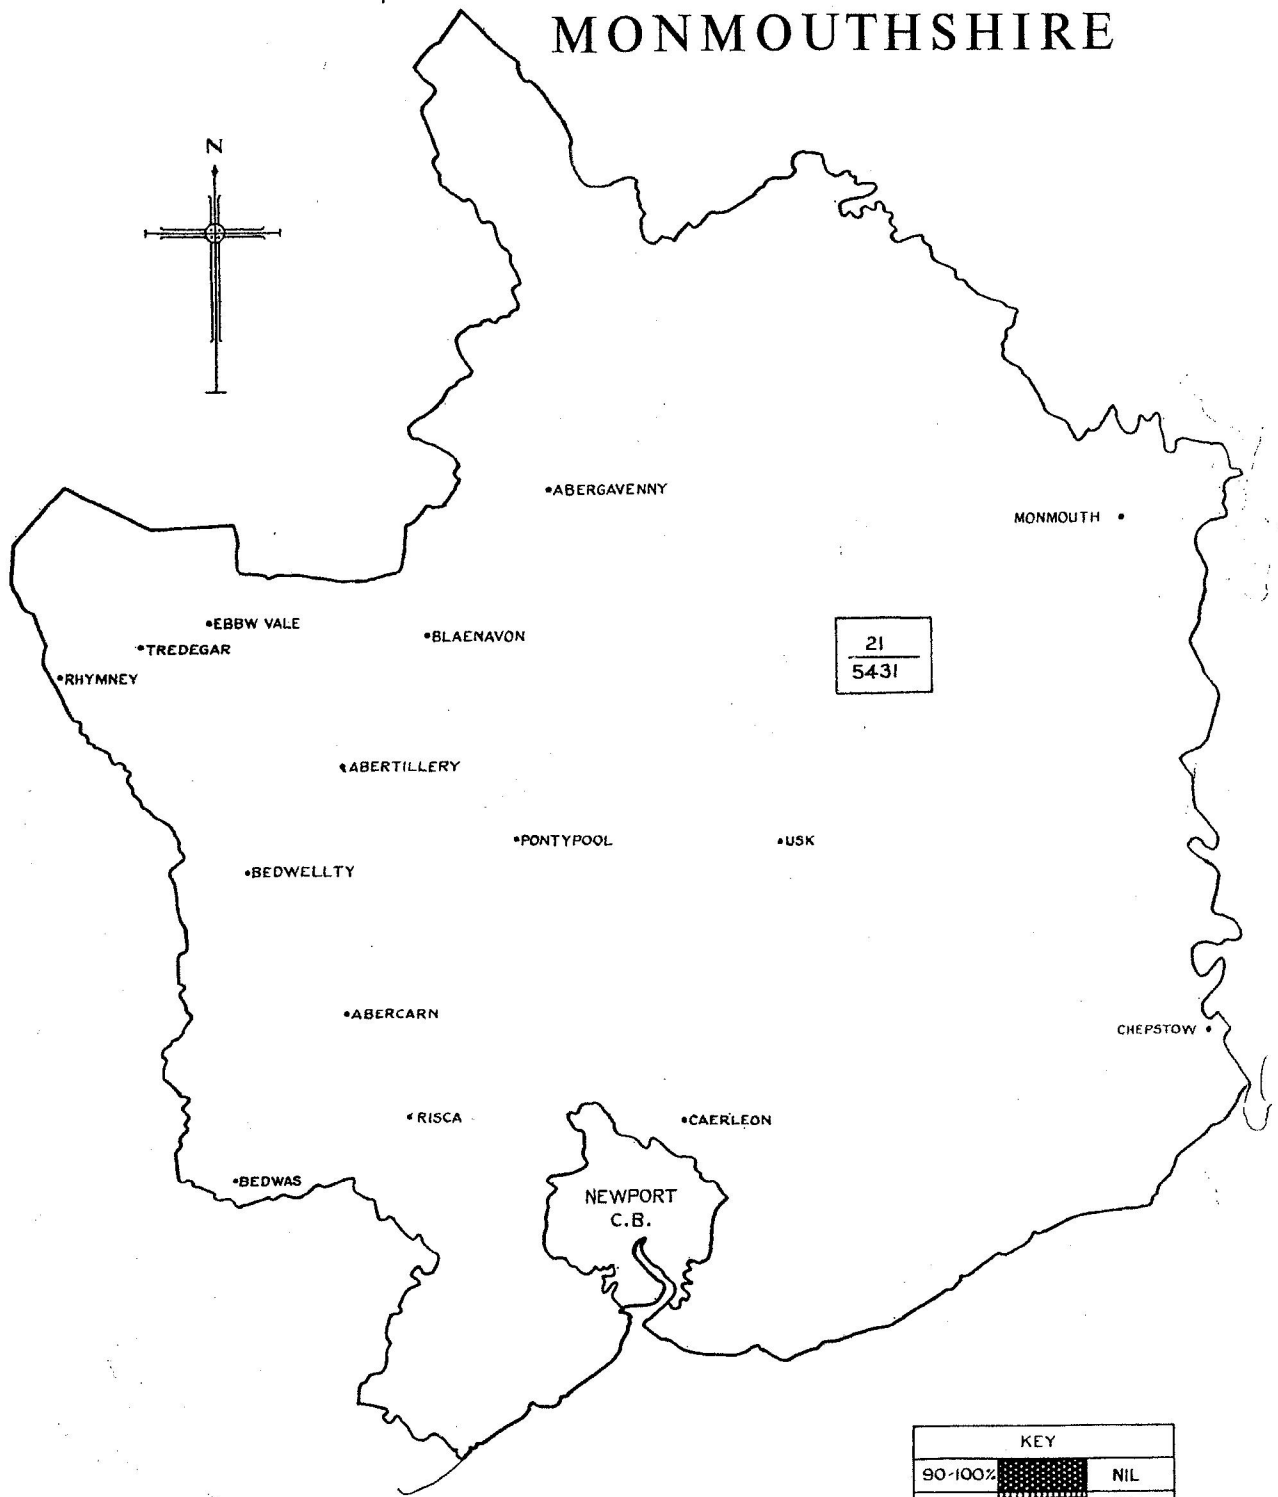 MONMOUTHSHIRE
N
•ABERGAVENNY
MONMOUTH •
•EBBW VALE
•TREDEGAR
•BLAENAVON
•RHYMNEY
21
5431
•ABERTILLERY
•PONTYPOOL
•USK
•BEDWELLTY
•ABERCARN
CHEPSTOW •
•RISCA
•CAERLEON
•BEDWAS
NEWPORT
C.B.
KEY
90-100% NIL